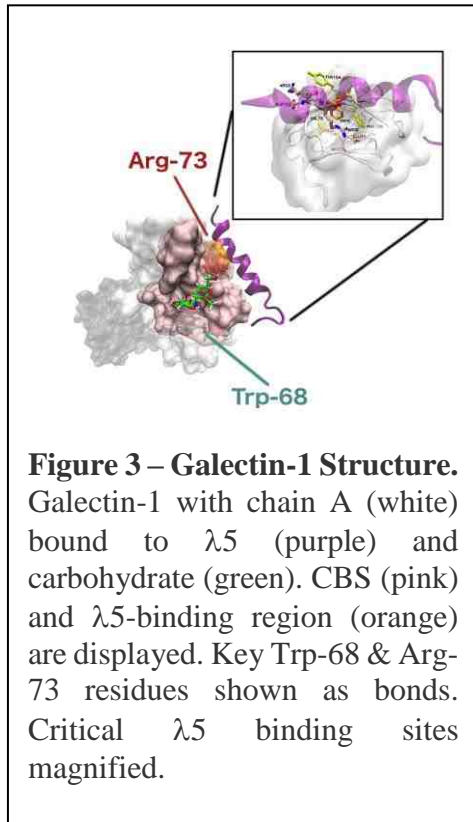 Arg-73
Trp-68
Figure 3 – Galectin-1 Structure.
Galectin-1 with chain A (white)
bound to λ5 (purple) and
carbohydrate (green). CBS (pink)
and λ5-binding region (orange)
are displayed. Key Trp-68 & Arg-
73 residues shown as bonds.
Critical λ5 binding sites
magnified.